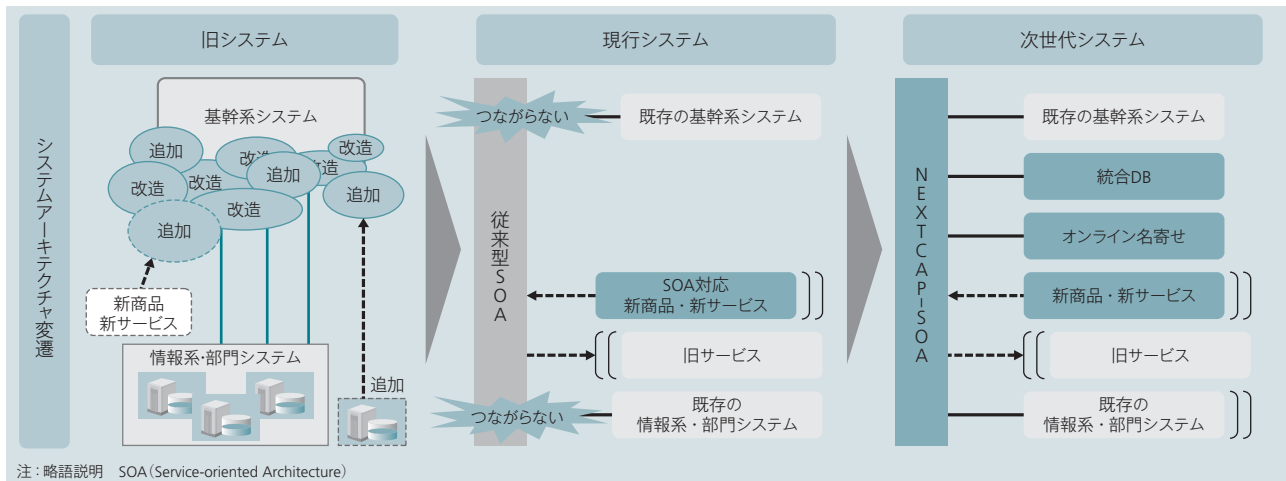 システムアーキテクチャ変遷
旧システム
基幹系システム
追加
改造
改造
改造
改造
追加
改造
追加
改造
追加
新商品
新サービス
情報系・部門システム
追加
現行システム
従来型SOA
つながらない
既存の基幹系システム
SOA対応
新商品・新サービス
旧サービス
つながらない
既存の
情報系・部門システム
次世代システム
NEXTCAP-SOA
既存の基幹系システム
統合DB
オンライン名寄せ
新商品・新サービス
旧サービス
既存の
情報系・部門システム
注：略語説明　SOA（Service-oriented Architecture）